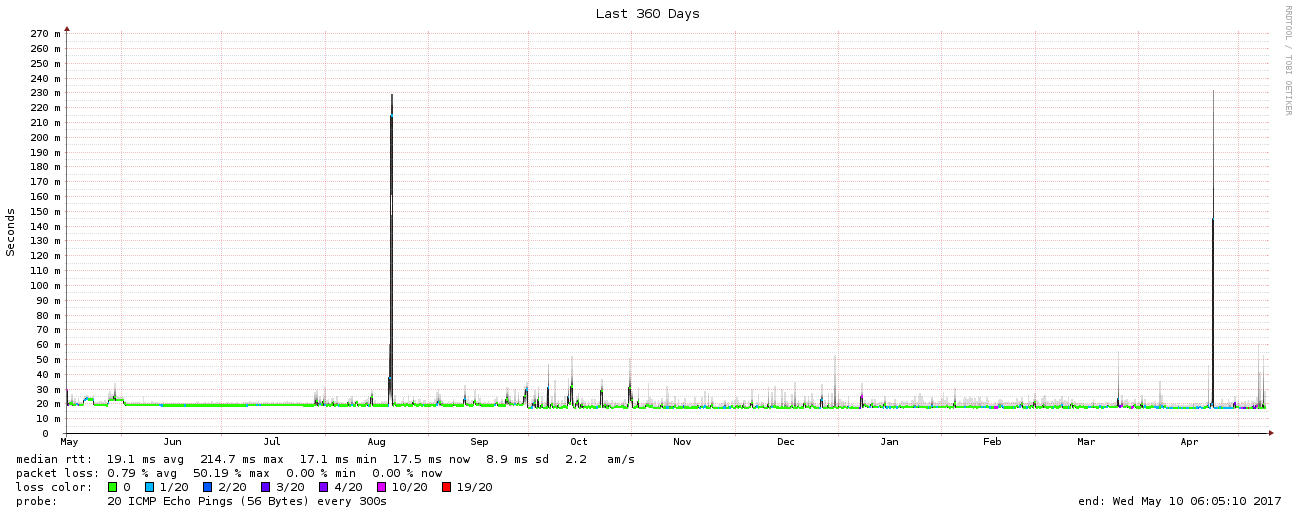 Last 360 Days
RRDTOOL / TOBI OETIKER
Seconds
270 m
260 m
250 m
240 m
230 m
220 m
210 m
200 m
190 m
180 m
170 m
160 m
150 m
140 m
130 m
120 m
110 m
100 m
90 m
80 m
70 m
60 m
50 m
40 m
30 m
20 m
10 m
0
May Jun Jul Aug Sep Oct Nov Dec Jan Feb Mar Apr
median rtt: 19.1 ms avg 214.7 ms max 17.1 ms min 17.5 ms now 8.9 ms sd 2.2 am/s
packet loss: 0.79 % avg 50.19 % max 0.00 % min 0.00 % now
loss color: 0 1/20 2/20 3/20 4/20 10/20 19/20
probe: 20 ICMP Echo Pings (56 Bytes) every 300s end: Wed May 10 06:05:10 2017